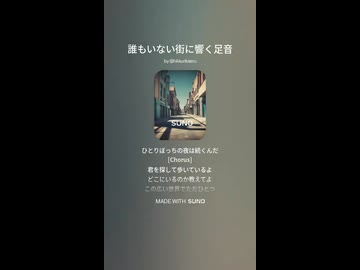 誰もいない街に響く足音
SUNO
ひとりぼっちの夜は続くんだ
[Chorus]
君を探して歩いているよ
どこにいるのか教えてよ
この広い世界でただひとつ
MADE WITH SUNO